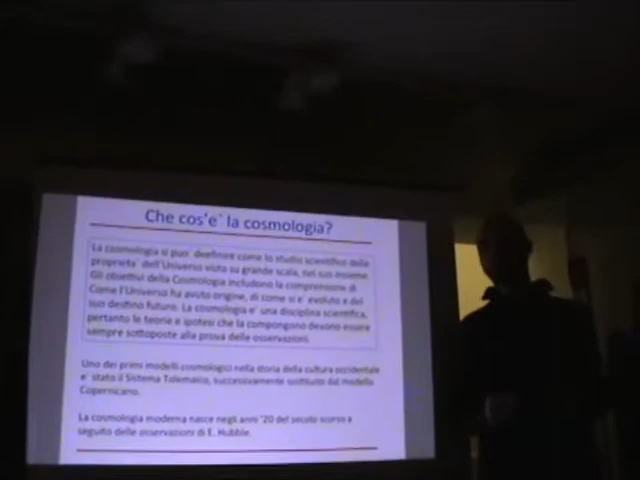 Che cos'e` la cosmologia?
La cosmologia si puo` deefinire come lo studio scientifico delle
proprieta` dell'Universo visto su grande scala, nel suo insieme.
Gli obiettivi della Cosmologia includono la comprensione di
Come l'Universo ha avuto origine, di come si e` evoluto e del
suo destino futuro. La cosmologia e` una disciplina scientifica,
pertanto le teorie e ipotesi che la compongono devono essere
sempre sottoposte alla prova delle osservazioni.
Uno dei primi modelli cosmologici nella storia della cultura occidentale
e` stato il Sistema Tolemaico, successivamente sostituito dal modello
Copernicano.
La cosmologia moderna nasce negli anni '20 del secolo scorso a
seguito delle osservazioni di E. Hubble.